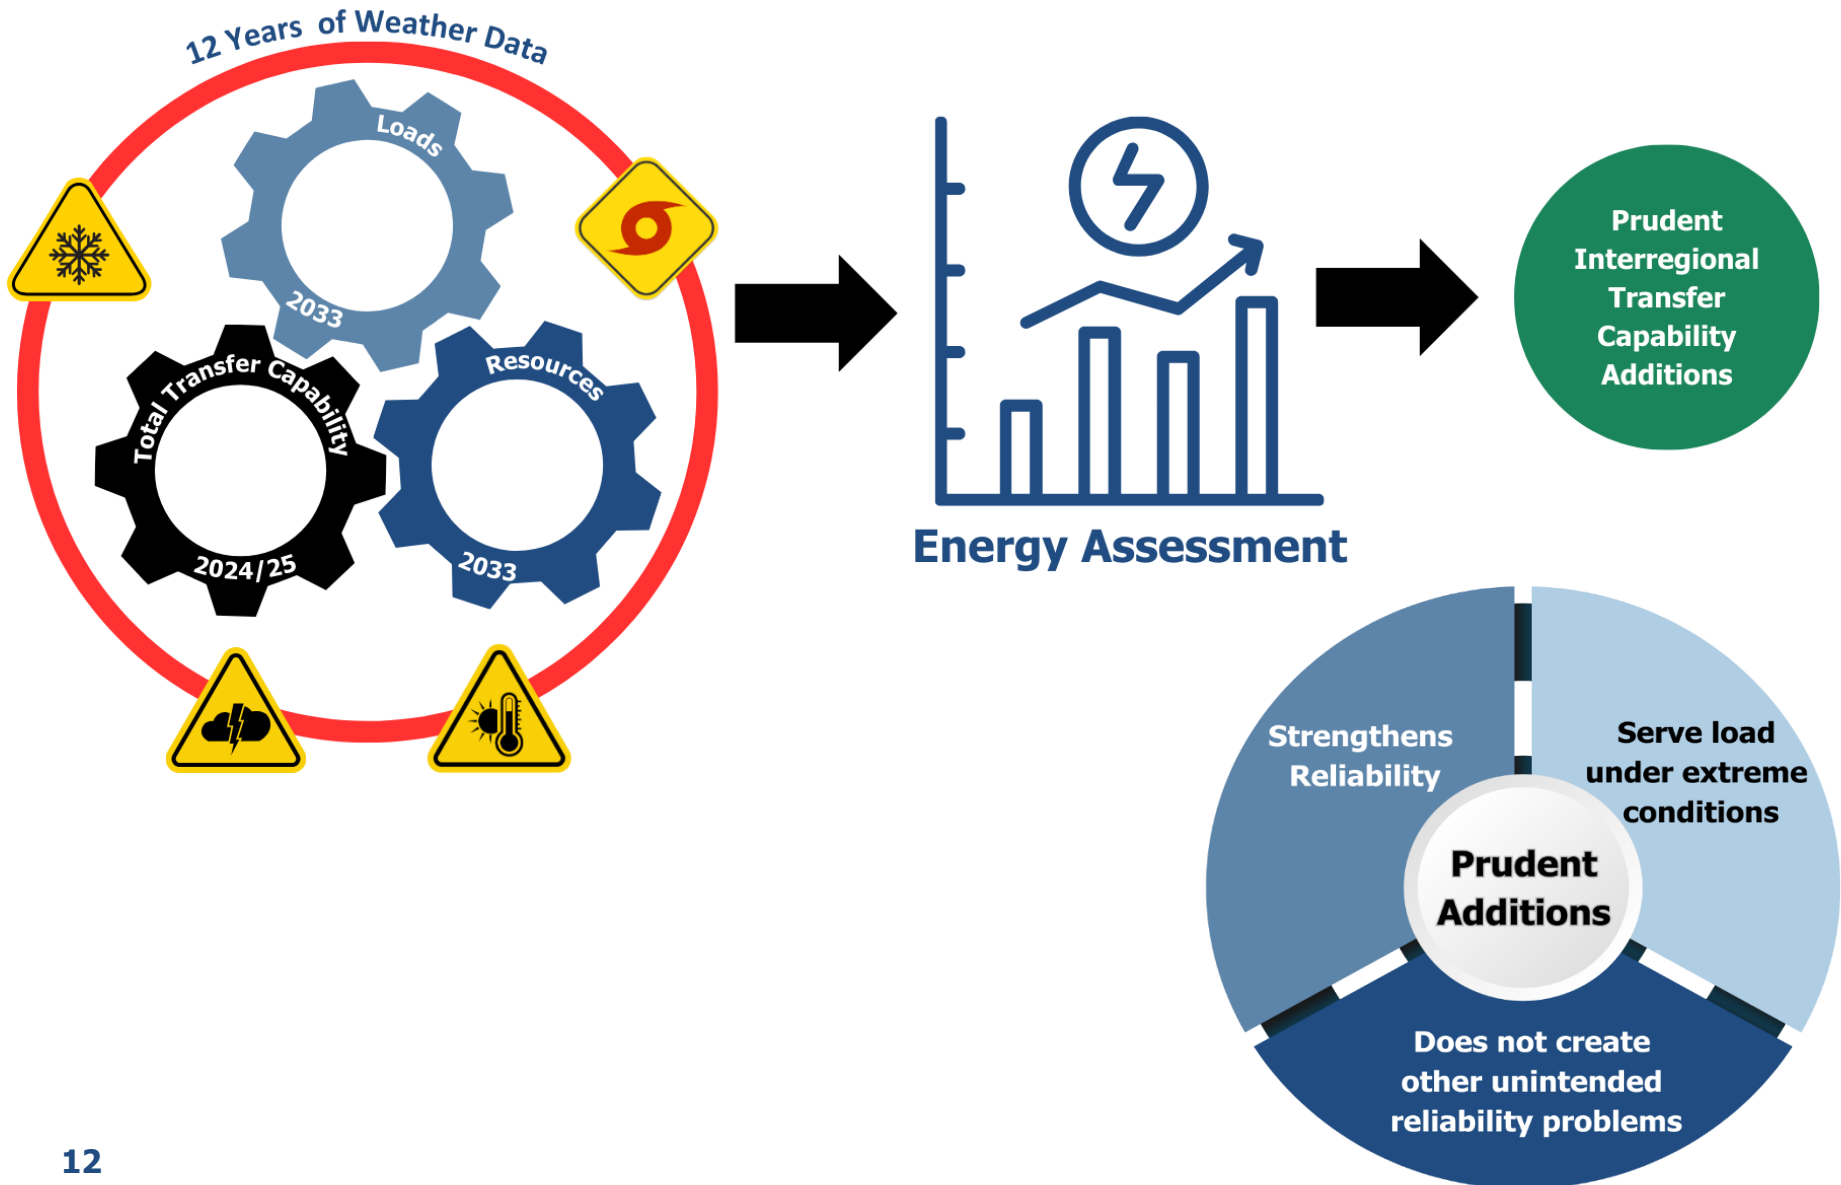 12 Years of Weather Data
Loads
2033
Total Transfer Capability
2024/25
Resources
2033
Energy Assessment
Prudent
Interregional
Transfer
Capability
Additions
Strengthens
Reliability
Serve load
under extreme
conditions
Prudent
Additions
Does not create
other unintended
reliability problems
12